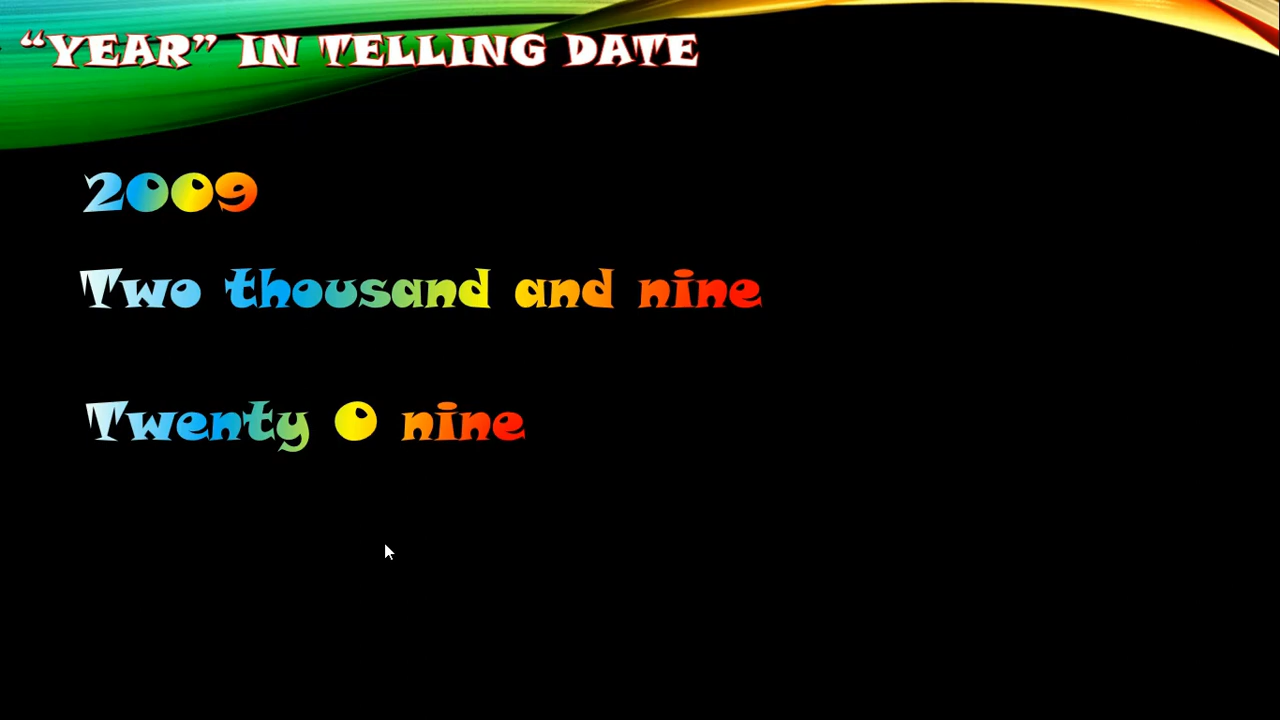 “YEAR” IN TELLING DATE
2009
Two thousand and nine
Twenty O nine